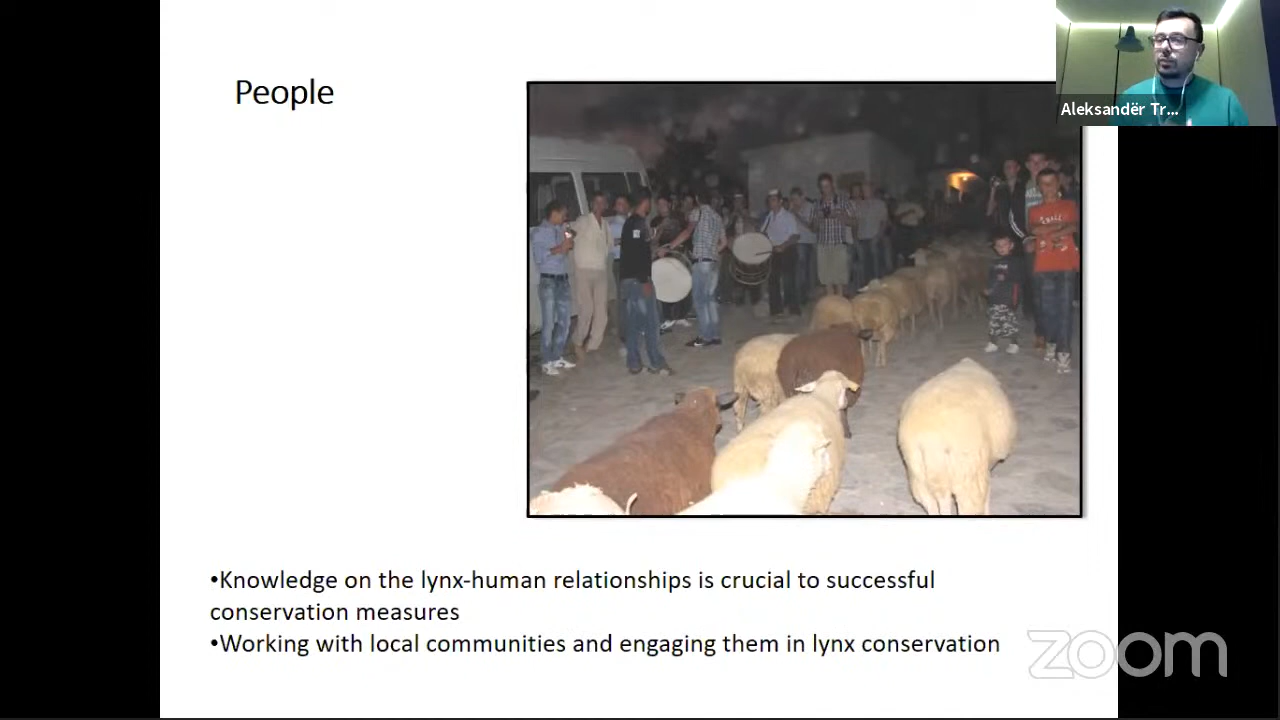 People
Aleksandër Tr...
•Knowledge on the lynx-human relationships is crucial to successful
conservation measures
•Working with local communities and engaging them in lynx conservation
zoom